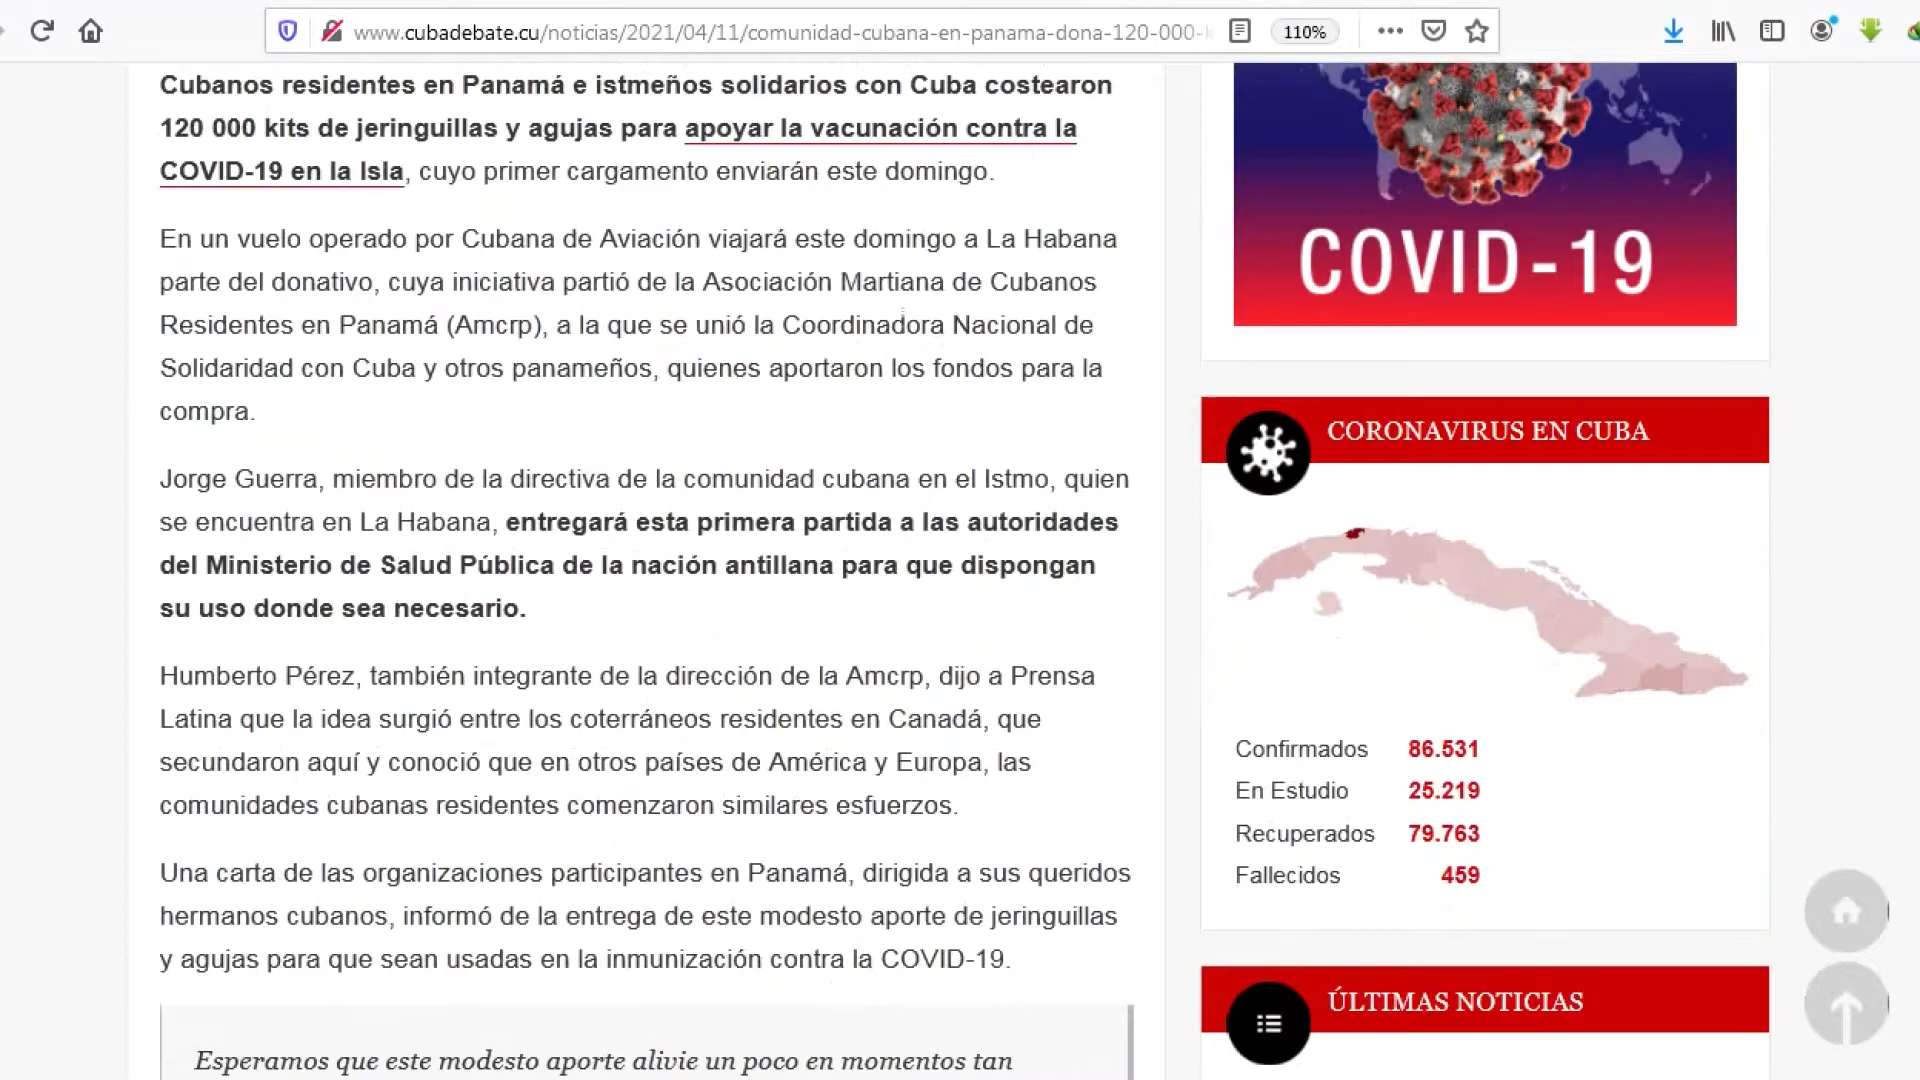 www.cubadebate.cu/noticias/2021/04/11/comunidad-cubana-en-panama-dona-120-000-
110%
Cubanos residentes en Panamá e istmeños solidarios con Cuba costearon
120 000 kits de jeringuillas y agujas para apoyar la vacunación contra la
COVID-19 en la Isla, cuyo primer cargamento enviarán este domingo.
En un vuelo operado por Cubana de Aviación viajará este domingo a La Habana
parte del donativo, cuya iniciativa partió de la Asociación Martiana de Cubanos
Residentes en Panamá (Amcrp), a la que se unió la Coordinadora Nacional de
Solidaridad con Cuba y otros panameños, quienes aportaron los fondos para la
compra.
Jorge Guerra, miembro de la directiva de la comunidad cubana en el Istmo, quien
se encuentra en La Habana, entregará esta primera partida a las autoridades
del Ministerio de Salud Pública de la nación antillana para que dispongan
su uso donde sea necesario.
Humberto Pérez, también integrante de la dirección de la Amcrp, dijo a Prensa
Latina que la idea surgió entre los coterráneos residentes en Canadá, que
secundaron aquí y conoció que en otros países de América y Europa, las
comunidades cubanas residentes comenzaron similares esfuerzos.
Una carta de las organizaciones participantes en Panamá, dirigida a sus queridos
hermanos cubanos, informó de la entrega de este modesto aporte de jeringuillas
y agujas para que sean usadas en la inmunización contra la COVID-19.
Esperamos que este modesto aporte alivie un poco en momentos tan
COVID-19
CORONAVIRUS EN CUBA
Confirmados 86.531
En Estudio 25.219
Recuperados 79.763
Fallecidos 459
ÚLTIMAS NOTICIAS